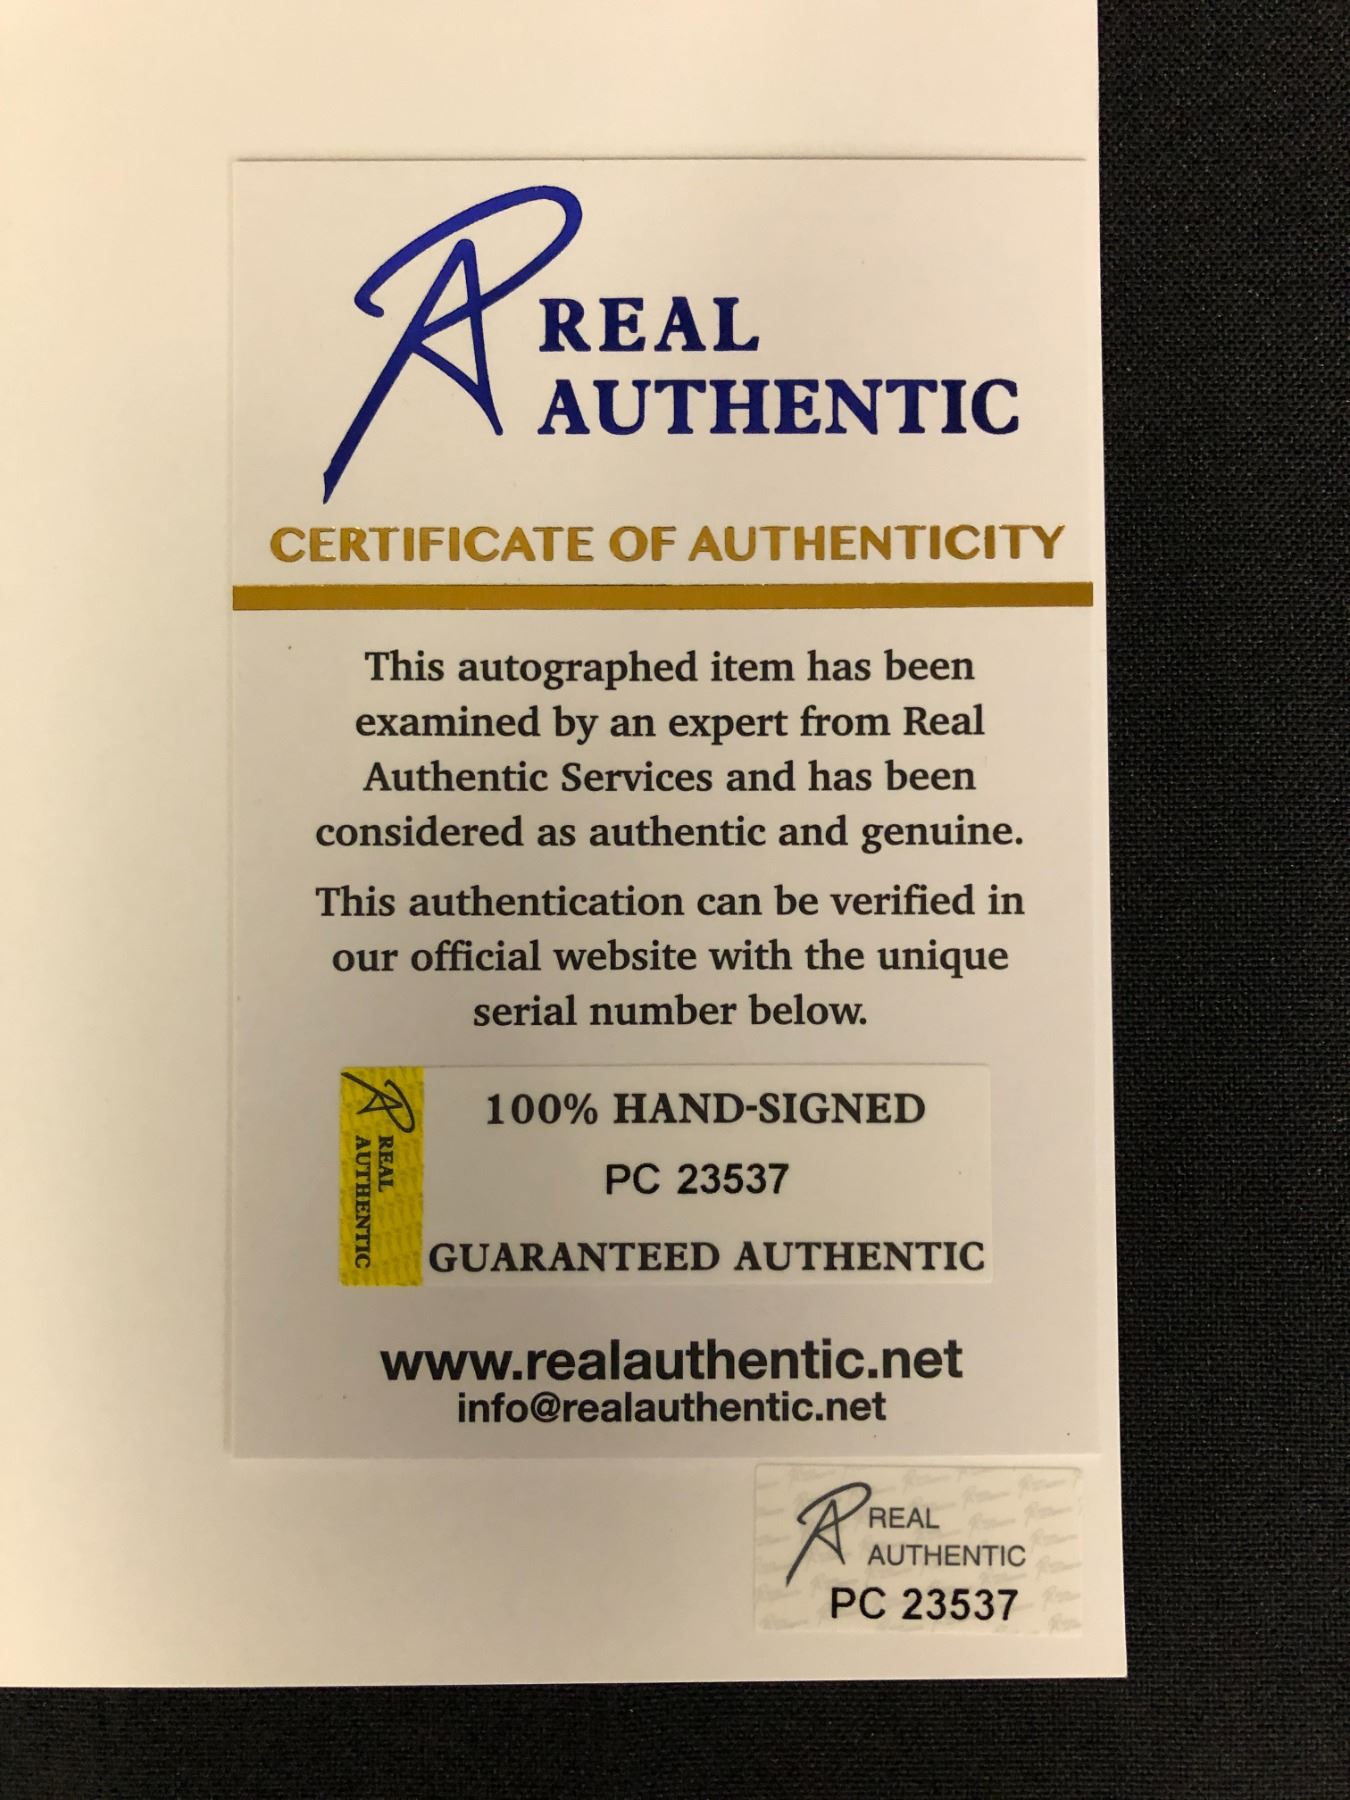 REAL
AUTHENTIC
CERTIFICATE OF AUTHENTICITY
This autographed item has been
examined by an expert from Real
Authentic Services and has been
considered as authentic and genuine.
This authentication can be verified in
our official website with the unique
serial number below.
REAL
AUTHENTIC
100% HAND-SIGNED
PC 23537
GUARANTEED AUTHENTIC
www.realauthentic.net
info@realauthentic.net
REAL
AUTHENTIC
PC 23537